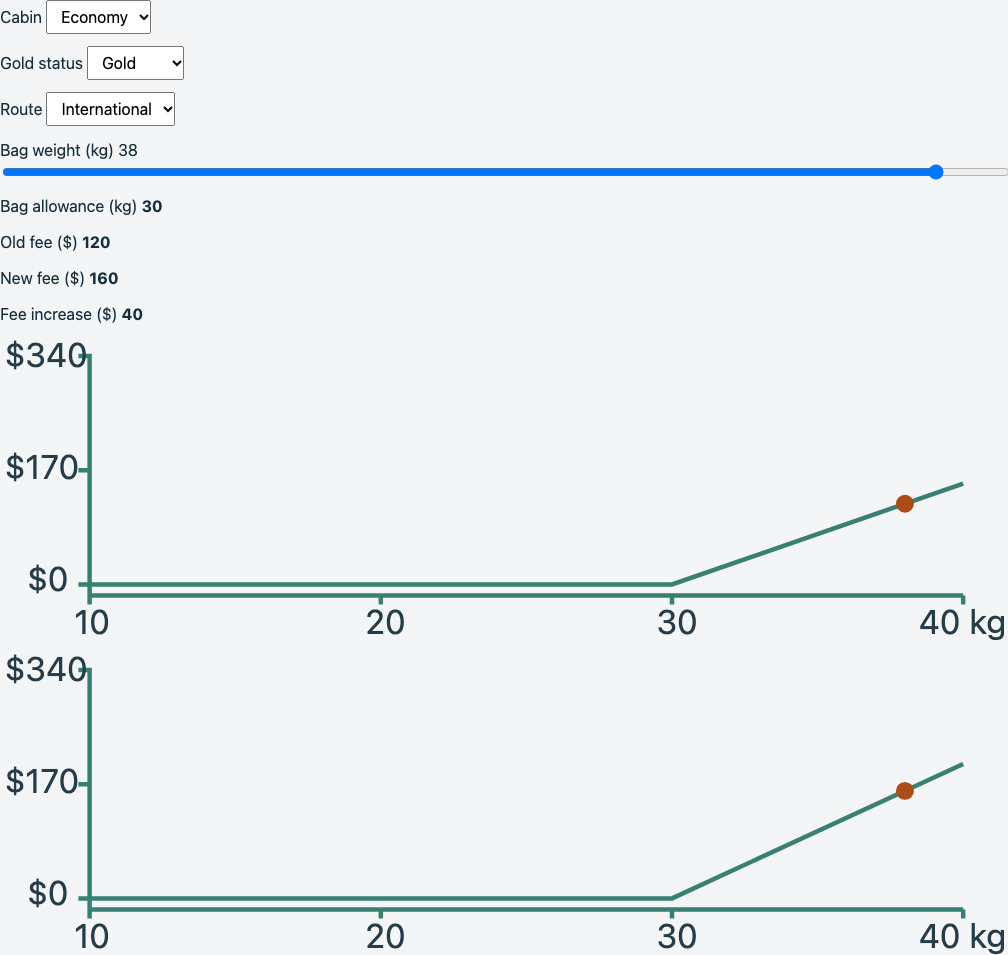 Cabin Economy
Gold status Gold
Route International
Bag weight (kg) 38
Bag allowance (kg) 30
Old fee ($) 120
New fee ($) 160
Fee increase ($) 40
$340
$170
$0
10 20 30 40 kg
$340
$170
$0
10 20 30 40 kg